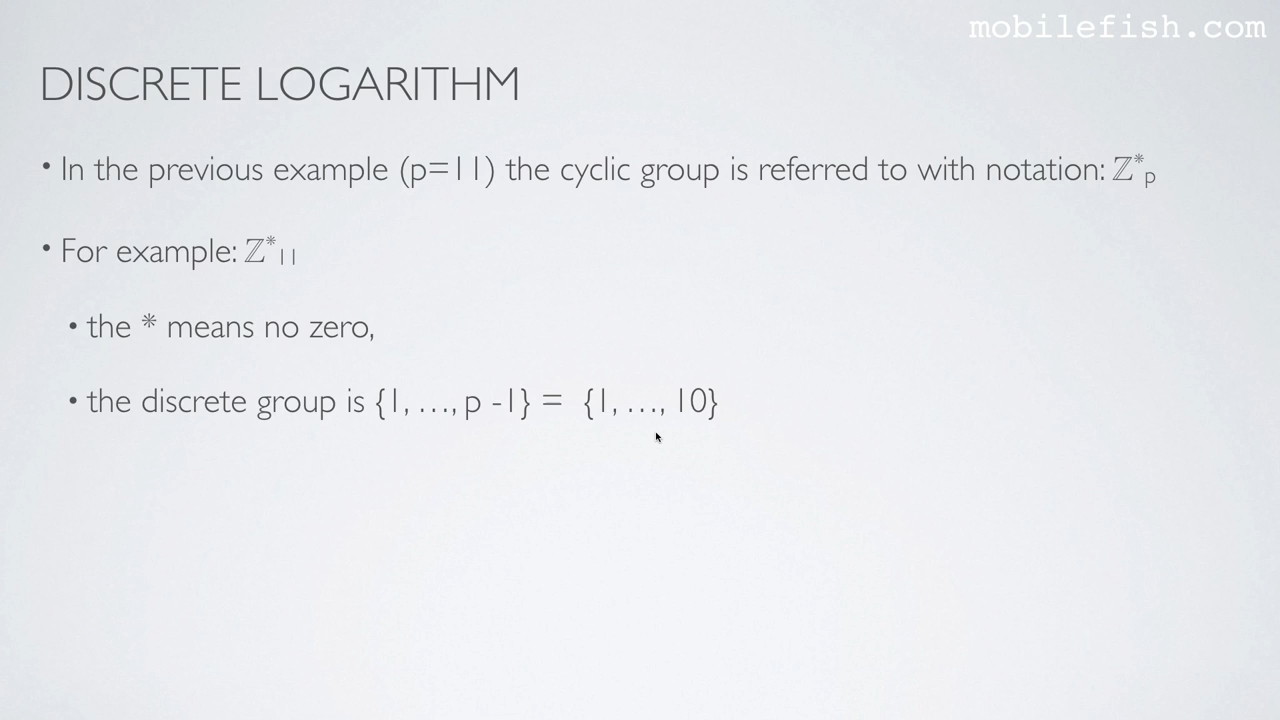 mobilefish.com
DISCRETE LOGARITHM
• In the previous example (p=11) the cyclic group is referred to with notation: ℤ*p
• For example: ℤ*11
• the * means no zero,
• the discrete group is {1, …, p -1} = {1, …, 10}